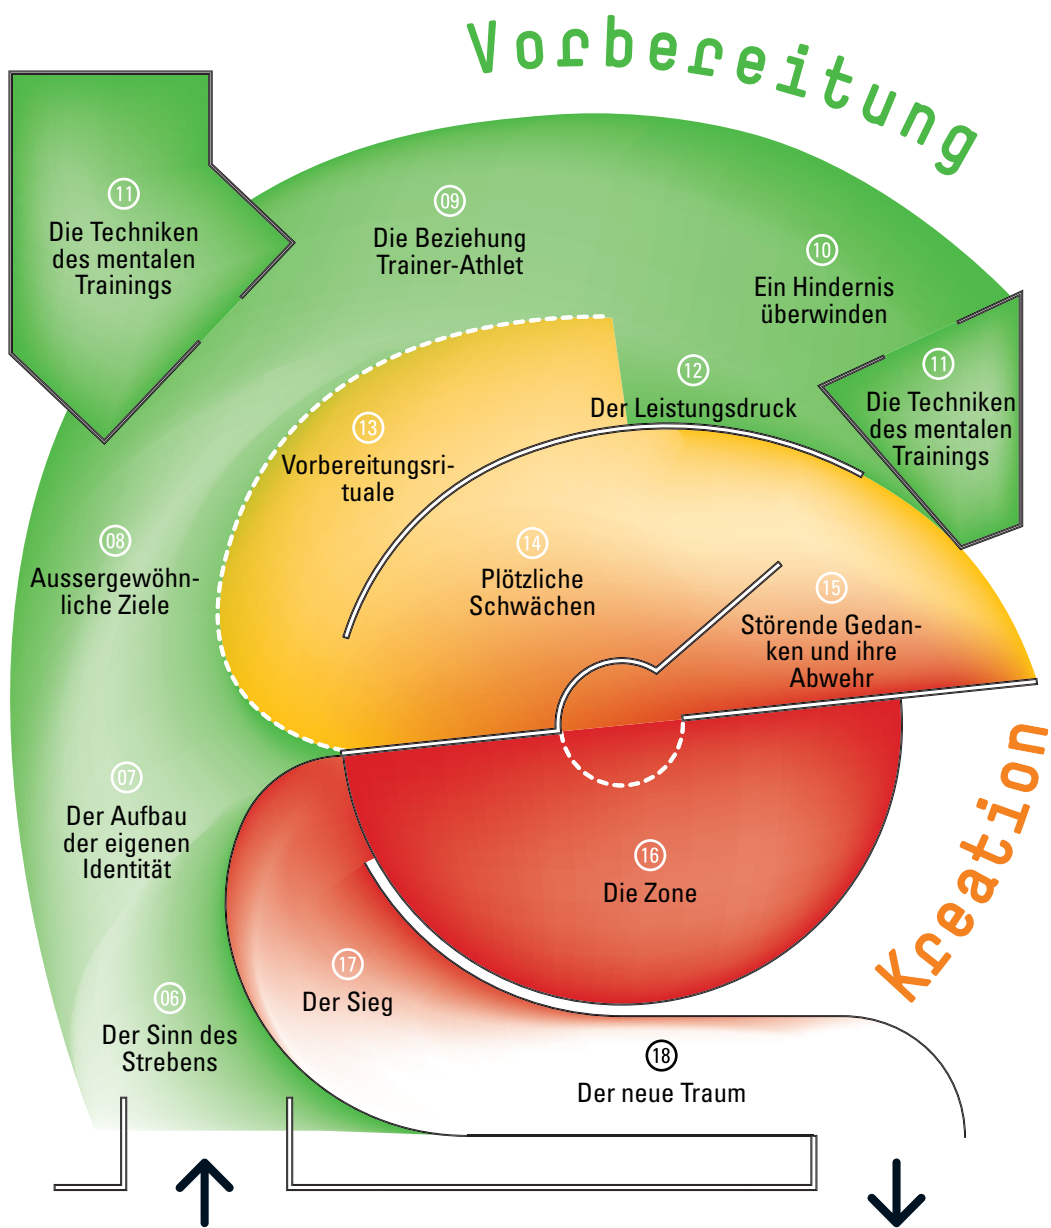 Vorbereitung
11
Die Techniken
des mentalen
Trainings
09
Die Beziehung
Trainer-Athlet
10
Ein Hindernis
überwinden
12
Der Leistungsdruck
11
Die Techniken
des mentalen
Trainings
13
Vorbereitungsri-
tuale
08
Aussergewöhn-
liche Ziele
14
Plötzliche
Schwächen
15
Störende Gedan-
ken und ihre
Abwehr
07
Der Aufbau
der eigenen
Identität
16
Die Zone
Kreation
17
Der Sieg
06
Der Sinn des
Strebens
18
Der neue Traum